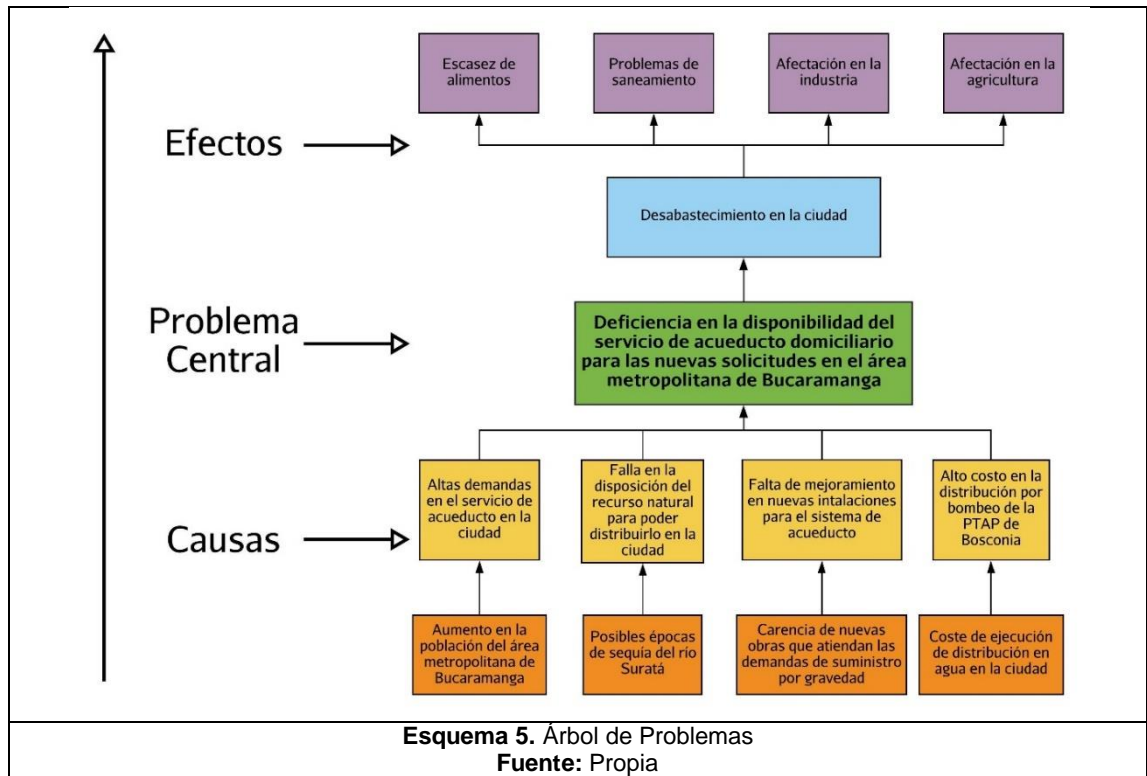 Escasez de
alimentos
Problemas de
saneamiento
Afectación en la
industria
Afectación en la
agricultura
Efectos
Desabastecimiento en la ciudad
Problema
Central
Deficiencia en la disponibilidad del
servicio de acueducto domiciliario
para las nuevas solicitudes en el área
metropolitana de Bucaramanga
Causas
Altas demandas
en el servicio de
acueducto en la
ciudad
Falla en la
disposición del
recurso natural
para poder
distribuirlo en la
ciudad
Falta de mejoramiento
en nuevas intalaciones
para el sistema de
acueducto
Alto costo en la
distribución por
bombeo de la
PTAP de
Bosconia
Aumento en la
población del área
metropolitana de
Bucaramanga
Posibles épocas
de sequía del río
Suratá
Carencia de nuevas
obras que atiendan las
demandas de suministro
por gravedad
Coste de ejecución
de distribución en
agua en la ciudad
Esquema 5. Árbol de Problemas
Fuente: Propia